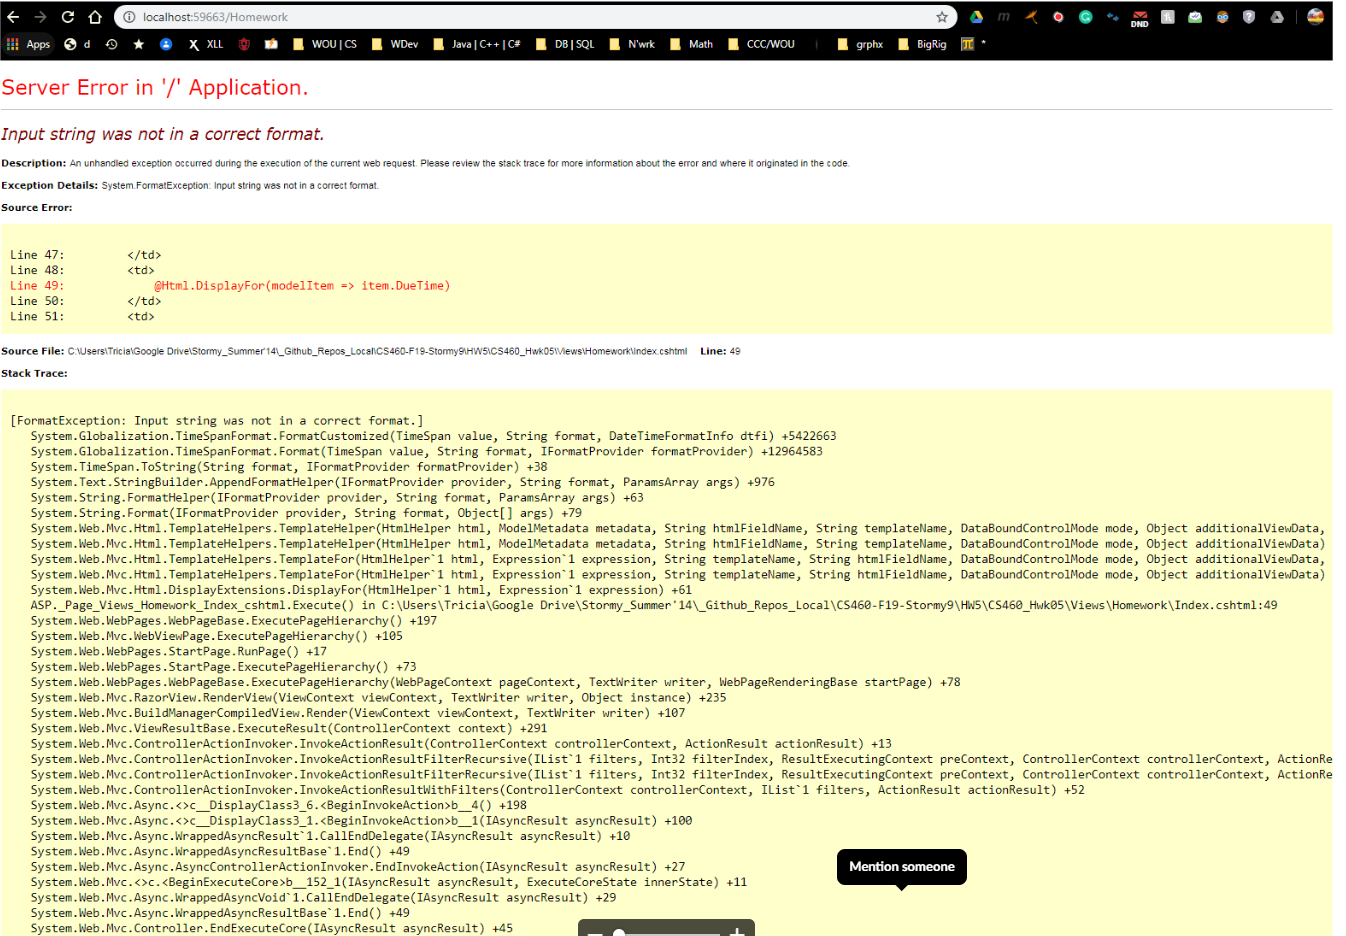 localhost:59663/Homework
DND
Apps d XLL WOU | CS WDev Java | C++ | C# DB | SQL N'wrk Math CCC/WOU grphx BigRig
Server Error in '/' Application.
Input string was not in a correct format.
Description: An unhandled exception occurred during the execution of the current web request. Please review the stack trace for more information about the error and where it originated in the code.
Exception Details: System.FormatException: Input string was not in a correct format.
Source Error:
Line 47:         </td>
Line 48:         <td>
Line 49:             @Html.DisplayFor(modelItem => item.DueTime)
Line 50:         </td>
Line 51:         <td>
Source File: C:\Users\Tricia\Google Drive\Stormy_Summer'14\_Github_Repos_Local\CS460-F19-Stormy9\HW5\CS460_Hwk05\Views\Homework\Index.cshtml    Line: 49
Stack Trace:
[FormatException: Input string was not in a correct format.]
System.Globalization.TimeSpanFormat.FormatCustomized(TimeSpan value, String format, DateTimeFormatInfo dtfi) +5422663
System.Globalization.TimeSpanFormat.Format(TimeSpan value, String format, IFormatProvider formatProvider) +12964583
System.TimeSpan.ToString(String format, IFormatProvider formatProvider) +38
System.Text.StringBuilder.AppendFormatHelper(IFormatProvider provider, String format, ParamsArray args) +976
System.String.FormatHelper(IFormatProvider provider, String format, ParamsArray args) +63
System.String.Format(IFormatProvider provider, String format, Object[] args) +79
System.Web.Mvc.Html.TemplateHelpers.TemplateHelper(HtmlHelper html, ModelMetadata metadata, String htmlFieldName, String templateName, DataBoundControlMode mode, Object additionalViewData,
System.Web.Mvc.Html.TemplateHelpers.TemplateHelper(HtmlHelper html, ModelMetadata metadata, String htmlFieldName, String templateName, DataBoundControlMode mode, Object additionalViewData)
System.Web.Mvc.Html.TemplateHelpers.TemplateFor(HtmlHelper`1 html, Expression`1 expression, String templateName, String htmlFieldName, DataBoundControlMode mode, Object additionalViewData,
System.Web.Mvc.Html.TemplateHelpers.TemplateFor(HtmlHelper`1 html, Expression`1 expression, String templateName, String htmlFieldName, DataBoundControlMode mode, Object additionalViewData)
System.Web.Mvc.Html.DisplayExtensions.DisplayFor(HtmlHelper`1 html, Expression`1 expression) +61
ASP._Page_Views_Homework_Index_cshtml.Execute() in C:\Users\Tricia\Google Drive\Stormy_Summer'14\_Github_Repos_Local\CS460-F19-Stormy9\HW5\CS460_Hwk05\Views\Homework\Index.cshtml:49
System.Web.WebPages.WebPageBase.ExecutePageHierarchy() +197
System.Web.Mvc.WebViewPage.ExecutePageHierarchy() +105
System.Web.WebPages.StartPage.RunPage() +17
System.Web.WebPages.StartPage.ExecutePageHierarchy() +73
System.Web.WebPages.WebPageBase.ExecutePageHierarchy(WebPageContext pageContext, TextWriter writer, WebPageRenderingBase startPage) +78
System.Web.Mvc.RazorView.RenderView(ViewContext viewContext, TextWriter writer, Object instance) +235
System.Web.Mvc.BuildManagerCompiledView.Render(ViewContext viewContext, TextWriter writer) +107
System.Web.Mvc.ViewResultBase.ExecuteResult(ControllerContext context) +291
System.Web.Mvc.ControllerActionInvoker.InvokeActionResult(ControllerContext controllerContext, ActionResult actionResult) +13
System.Web.Mvc.ControllerActionInvoker.InvokeActionResultFilterRecursive(IList`1 filters, Int32 filterIndex, ResultExecutingContext preContext, ControllerContext controllerContext, ActionRe
System.Web.Mvc.ControllerActionInvoker.InvokeActionResultFilterRecursive(IList`1 filters, Int32 filterIndex, ResultExecutingContext preContext, ControllerContext controllerContext, ActionRe
System.Web.Mvc.ControllerActionInvoker.InvokeActionResultWithFilters(ControllerContext controllerContext, IList`1 filters, ActionResult actionResult) +52
System.Web.Mvc.Async.<>c__DisplayClass3_6.<BeginInvokeAction>b__4() +198
System.Web.Mvc.Async.<>c__DisplayClass3_1.<BeginInvokeAction>b__1(IAsyncResult asyncResult) +100
System.Web.Mvc.Async.WrappedAsyncResult`1.CallEndDelegate(IAsyncResult asyncResult) +10
System.Web.Mvc.Async.WrappedAsyncResultBase`1.End() +49
System.Web.Mvc.Async.AsyncControllerActionInvoker.EndInvokeAction(IAsyncResult asyncResult) +27
System.Web.Mvc.<>c.<BeginExecuteCore>b__152_1(IAsyncResult asyncResult, ExecuteCoreState innerState) +11
System.Web.Mvc.Async.WrappedAsyncVoid`1.CallEndDelegate(IAsyncResult asyncResult) +29
System.Web.Mvc.Async.WrappedAsyncResultBase`1.End() +49
System.Web.Mvc.Controller.EndExecuteCore(IAsyncResult asyncResult) +45
Mention someone